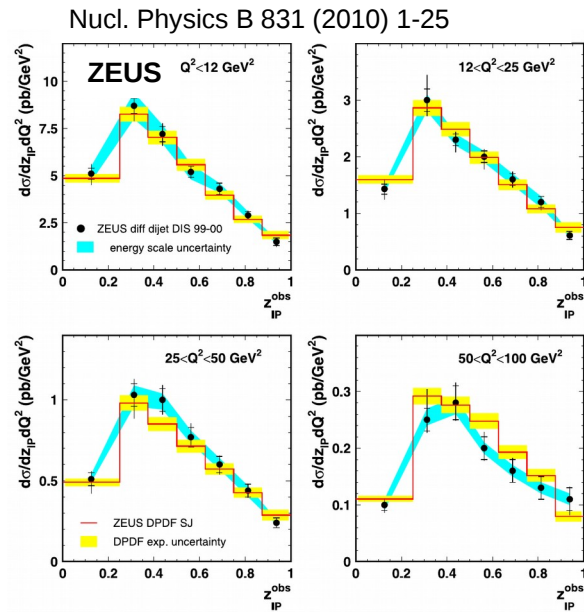 Nucl. Physics B 831 (2010) 1-25
ZEUS
Q²<12 GeV²
dσ/dz_IP dQ² (pb/GeV²)
10
7.5
5
2.5
0
ZEUS diff dijet DIS 99-00
energy scale uncertainty
0 0.2 0.4 0.6 0.8 1
z_IP^obs
12<Q²<25 GeV²
dσ/dz_IP dQ² (pb/GeV²)
3
2
1
0
0 0.2 0.4 0.6 0.8 1
z_IP^obs
25<Q²<50 GeV²
dσ/dz_IP dQ² (pb/GeV²)
1
0.5
0
ZEUS DPDF SJ
DPDF exp. uncertainty
0 0.2 0.4 0.6 0.8 1
z_IP^obs
50<Q²<100 GeV²
dσ/dz_IP dQ² (pb/GeV²)
0.3
0.2
0.1
0
0 0.2 0.4 0.6 0.8 1
z_IP^obs